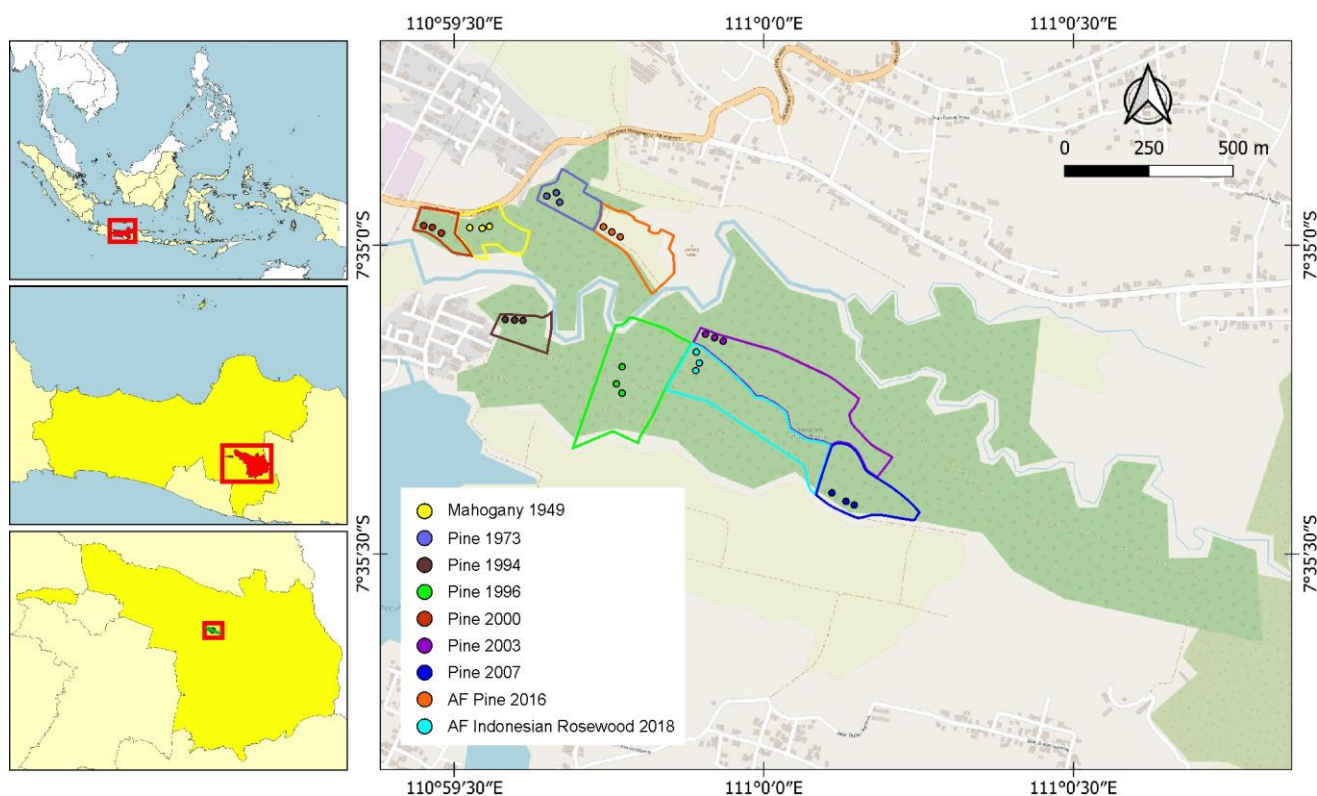 110°59'30"E 111°0'0"E 111°0'30"E
0 250 500 m
7°35'0"S 7°35'0"S
7°35'30"S 7°35'30"S
Mahogany 1949
Pine 1973
Pine 1994
Pine 1996
Pine 2000
Pine 2003
Pine 2007
AF Pine 2016
AF Indonesian Rosewood 2018
110°59'30"E 111°0'0"E 111°0'30"E